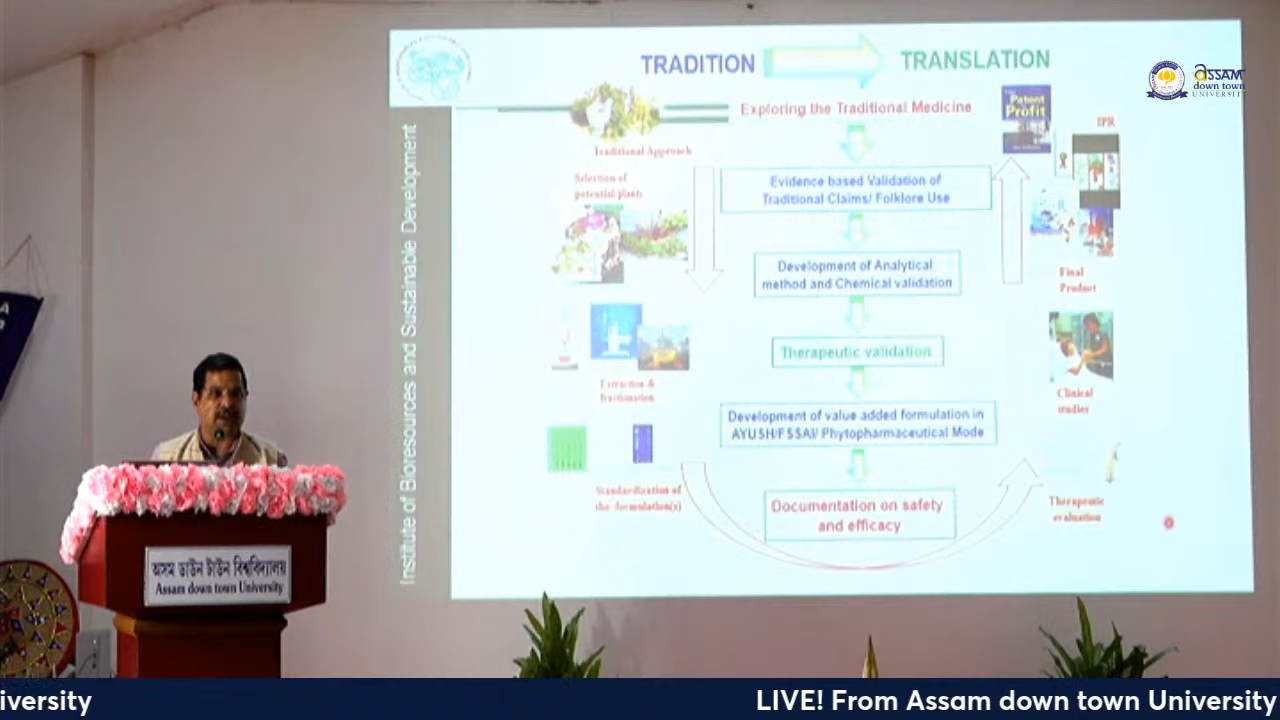 TRADITION
TRANSLATION
Exploring the Traditional Medicine
Traditional Approach
Selection of
potential plants
Evidence based Validation of
Traditional Claims/ Folklore Use
Development of Analytical
method and Chemical validation
Therapeutic validation
Extraction &
fractionation
Development of value added formulation in
AYUSH/FSSAI/ Phytopharmaceutical Mode
Standardization of
the formulation(s)
Documentation on safety
and efficacy
Patent
Profit
IPR
Final
Product
Clinical
studies
Therapeutic
evaluation
Institute of Bioresources and Sustainable Development
assam
down town
UNIVERSITY
অসম ডাউন টাউন বিশ্ববিদ্যালয়
Assam down town University
iversity
LIVE! From Assam down town University